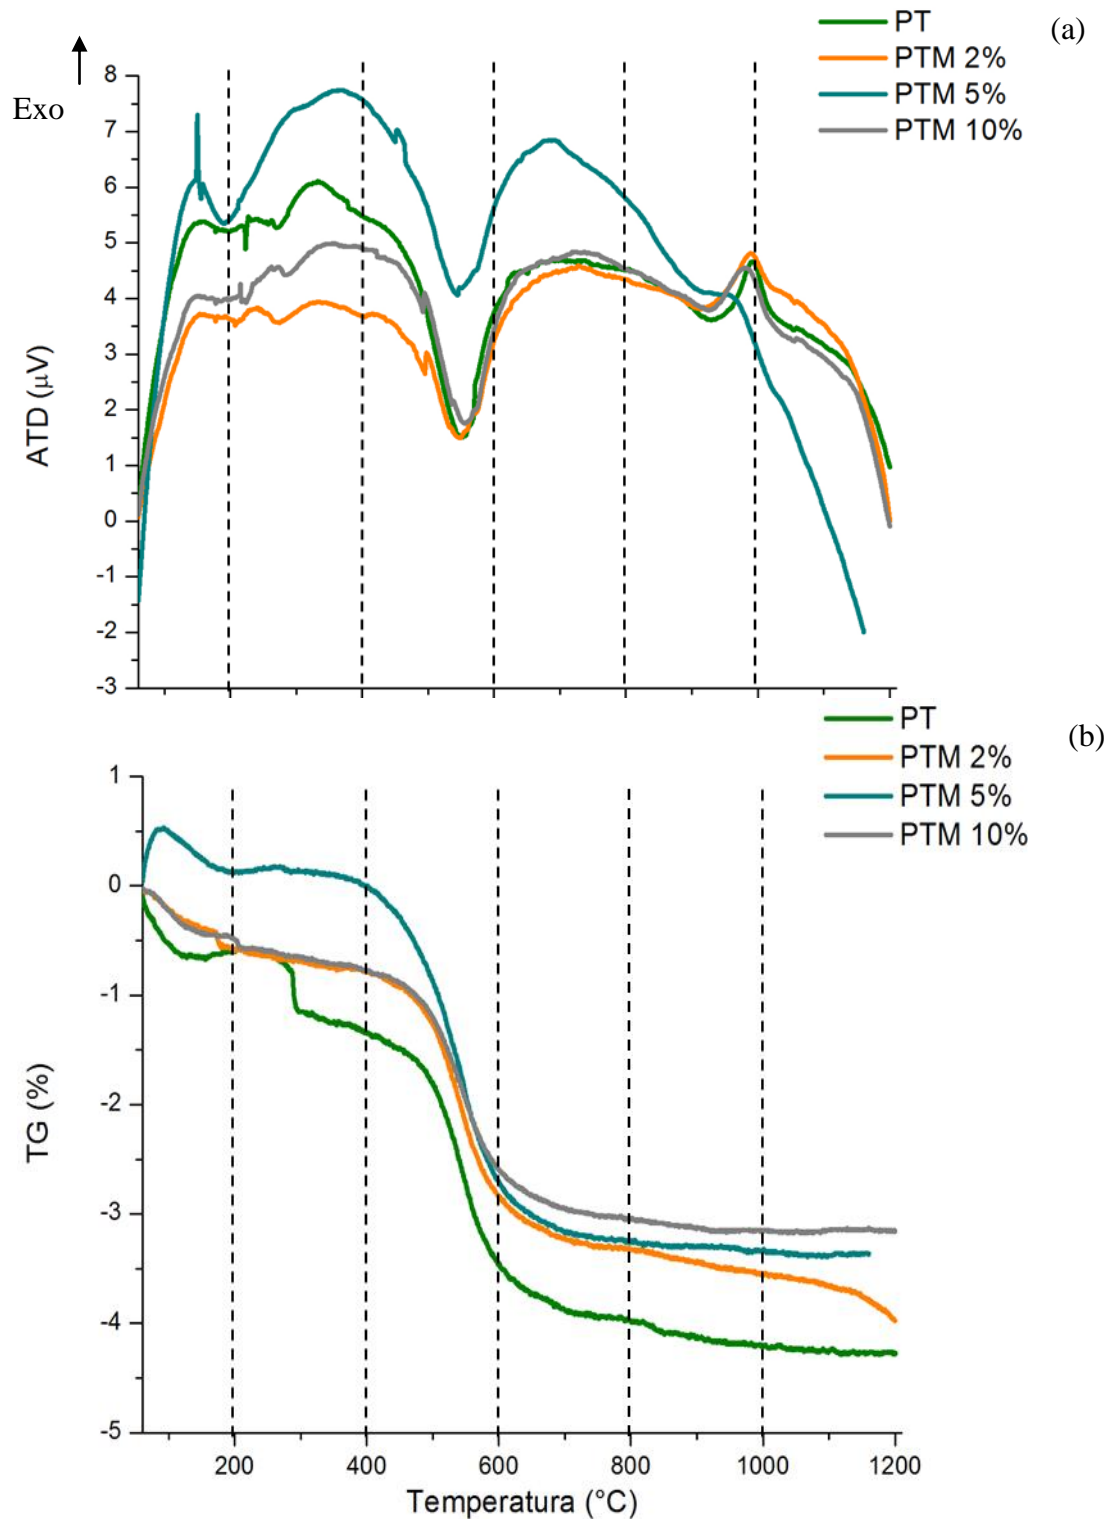 PT
(a)
PTM 2%
PTM 5%
PTM 10%
Exo
8
7
6
5
4
3
2
1
0
-1
-2
-3
ATD (µV)
PT
(b)
PTM 2%
PTM 5%
PTM 10%
1
0
-1
-2
-3
-4
-5
TG (%)
200 400 600 800 1000 1200
Temperatura (°C)